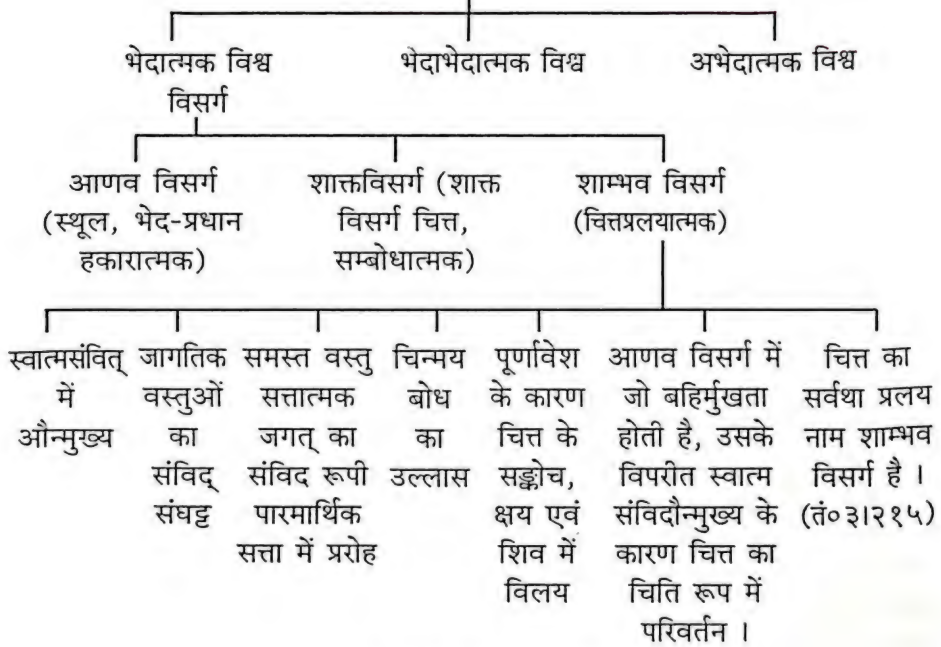 भेदात्मक विश्व
विसर्ग
भेदाभेदात्मक विश्व
अभेदात्मक विश्व
आणव विसर्ग
(स्थूल, भेद-प्रधान
हकारात्मक)
शाक्तविसर्ग (शाक्त
विसर्ग चित्त,
सम्बोधात्मक)
शाम्भव विसर्ग
(चित्तप्रलयात्मक)
स्वात्मसंवित्
में
औन्मुख्य
जागतिक
वस्तुओं
का
संविद्
संघट्ट
समस्त वस्तु
सत्तात्मक
जगत् का
संविद रूपी
पारमार्थिक
सत्ता में प्ररोह
चिन्मय
बोध
का
उल्लास
पूर्णावेश
के कारण
चित्त के
सङ्कोच,
क्षय एवं
शिव में
विलय
आणव विसर्ग में
जो बहिर्मुखता
होती है, उसके
विपरीत स्वात्म
संविदौन्मुख्य के
कारण चित्त का
चिति रूप में
परिवर्तन ।
चित्त का
सर्वथा प्रलय
नाम शाम्भव
विसर्ग है ।
(तं०३।२१५)